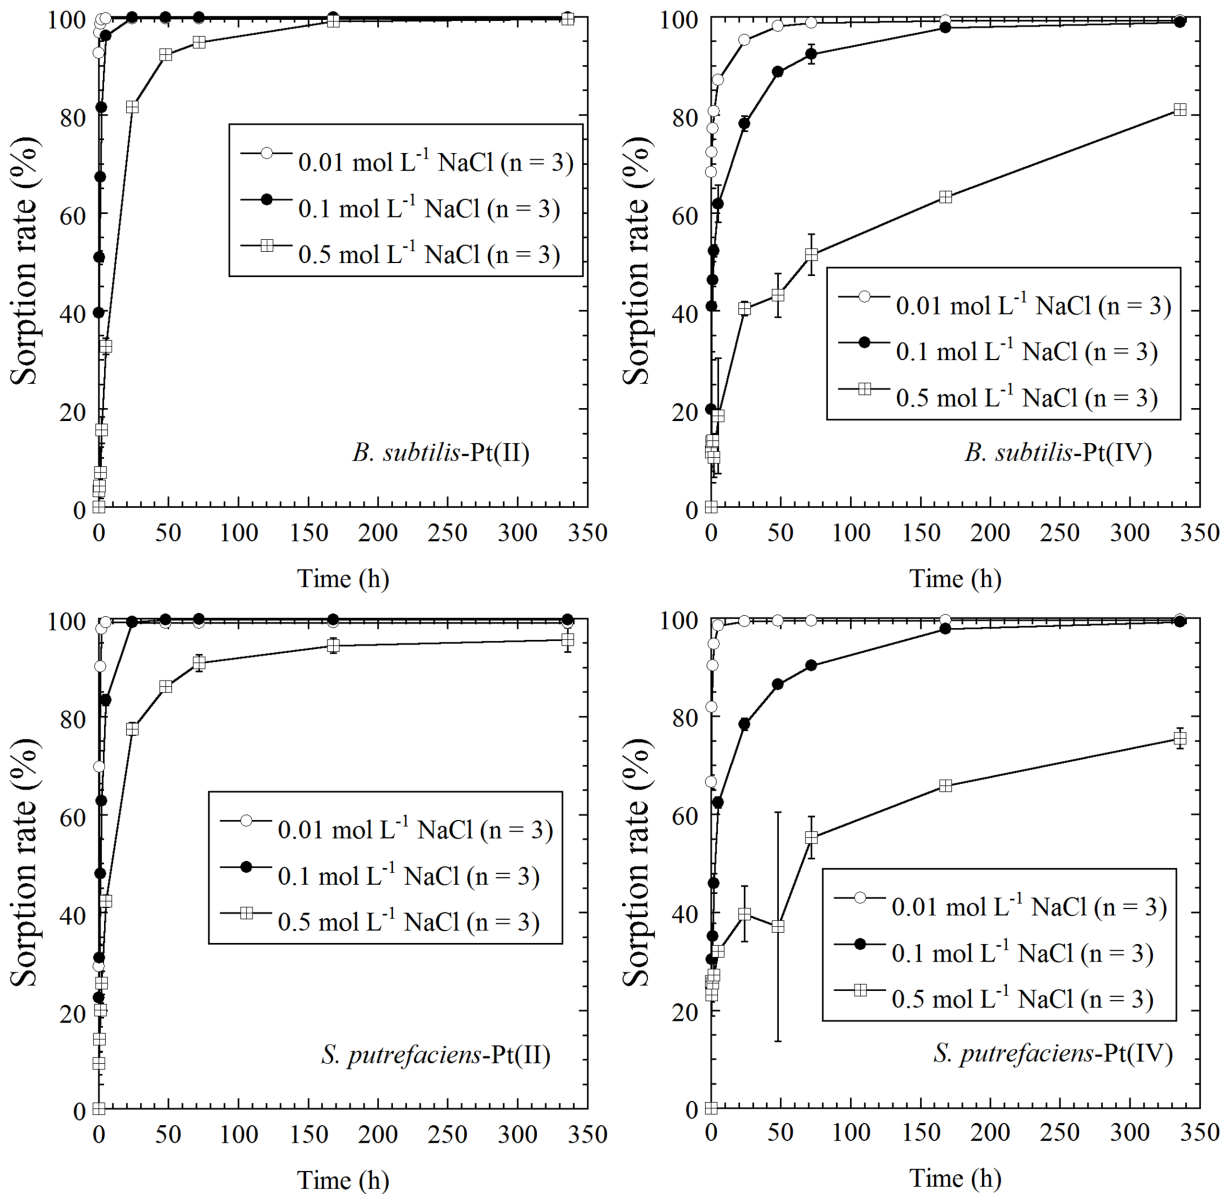 100
80
60
40
20
0
Sorption rate (%)
0.01 mol L⁻¹ NaCl (n = 3)
0.1 mol L⁻¹ NaCl (n = 3)
0.5 mol L⁻¹ NaCl (n = 3)
B. subtilis-Pt(II)
0 50 100 150 200 250 300 350
Time (h)
100
80
60
40
20
0
Sorption rate (%)
0.01 mol L⁻¹ NaCl (n = 3)
0.1 mol L⁻¹ NaCl (n = 3)
0.5 mol L⁻¹ NaCl (n = 3)
B. subtilis-Pt(IV)
0 50 100 150 200 250 300 350
Time (h)
100
80
60
40
20
0
Sorption rate (%)
0.01 mol L⁻¹ NaCl (n = 3)
0.1 mol L⁻¹ NaCl (n = 3)
0.5 mol L⁻¹ NaCl (n = 3)
S. putrefaciens-Pt(II)
0 50 100 150 200 250 300 350
Time (h)
100
80
60
40
20
0
Sorption rate (%)
0.01 mol L⁻¹ NaCl (n = 3)
0.1 mol L⁻¹ NaCl (n = 3)
0.5 mol L⁻¹ NaCl (n = 3)
S. putrefaciens-Pt(IV)
0 50 100 150 200 250 300 350
Time (h)